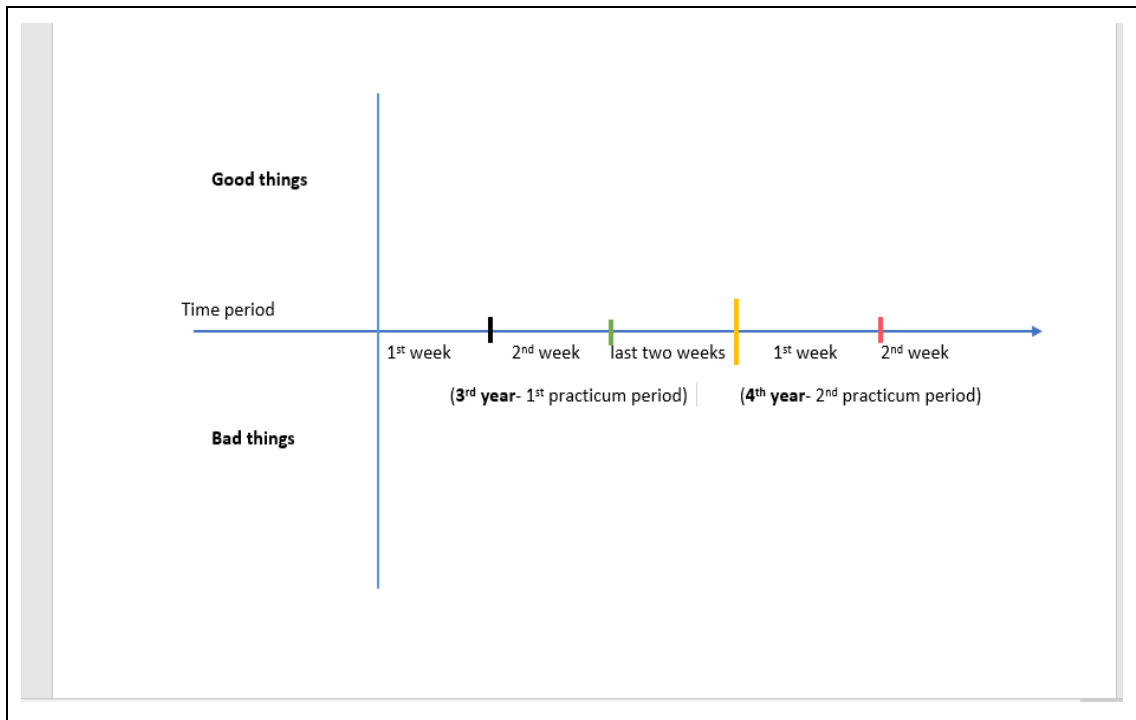 Good things
Time period
1st week 2nd week last two weeks 1st week 2nd week
(3rd year- 1st practicum period) (4th year- 2nd practicum period)
Bad things